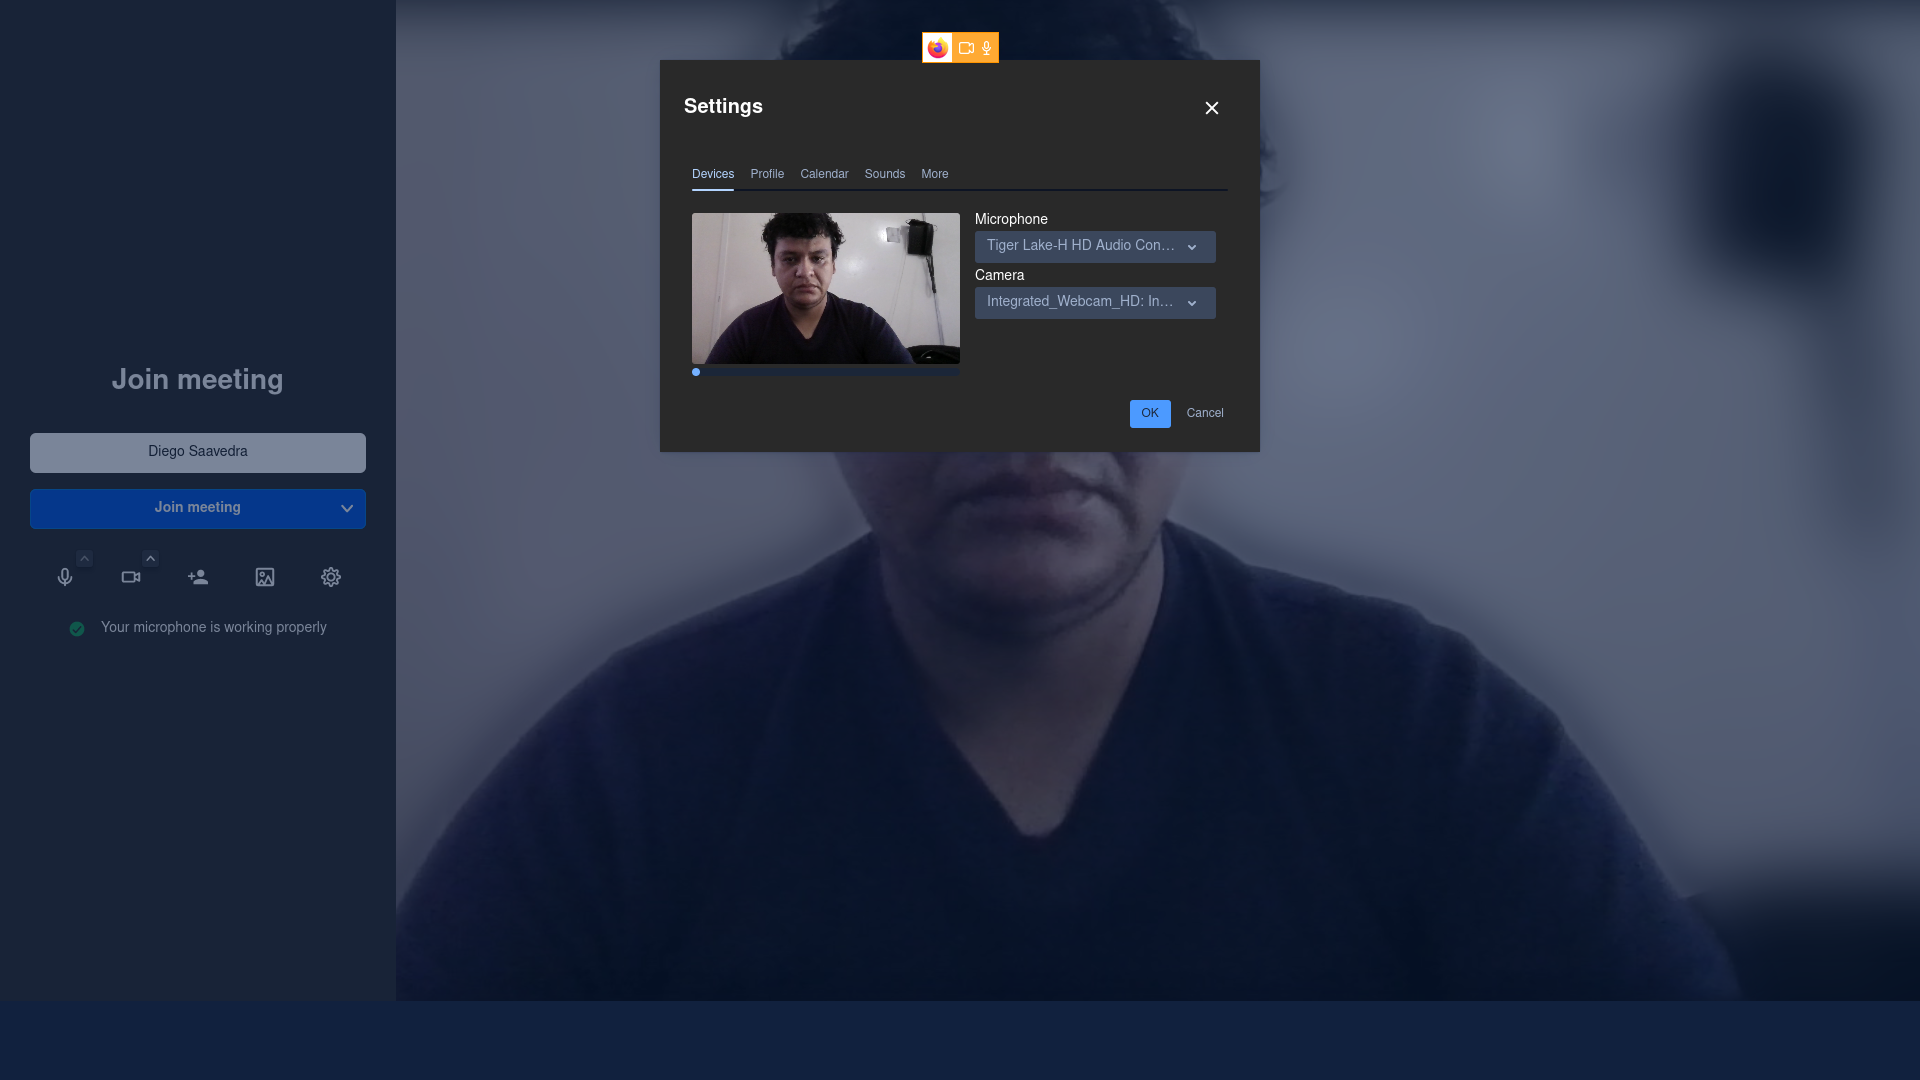 Settings
Devices Profile Calendar Sounds More
Microphone
Tiger Lake-H HD Audio Con...
Camera
Integrated_Webcam_HD: In...
OK Cancel
Join meeting
Diego Saavedra
Join meeting
Your microphone is working properly